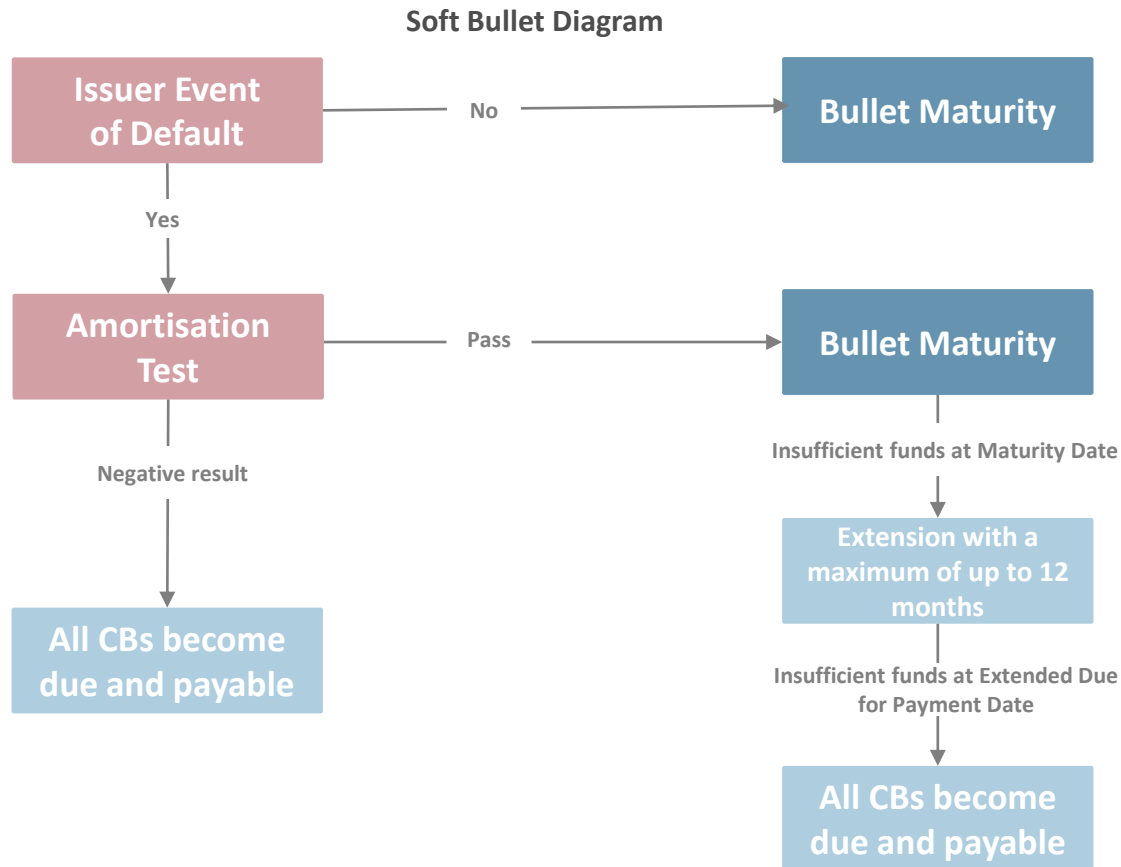 Soft Bullet Diagram
Issuer Event
of Default
No
Bullet Maturity
Yes
Amortisation
Test
Pass
Bullet Maturity
Negative result
Insufficient funds at Maturity Date
Extension with a
maximum of up to 12
months
All CBs become
due and payable
Insufficient funds at Extended Due
for Payment Date
All CBs become
due and payable